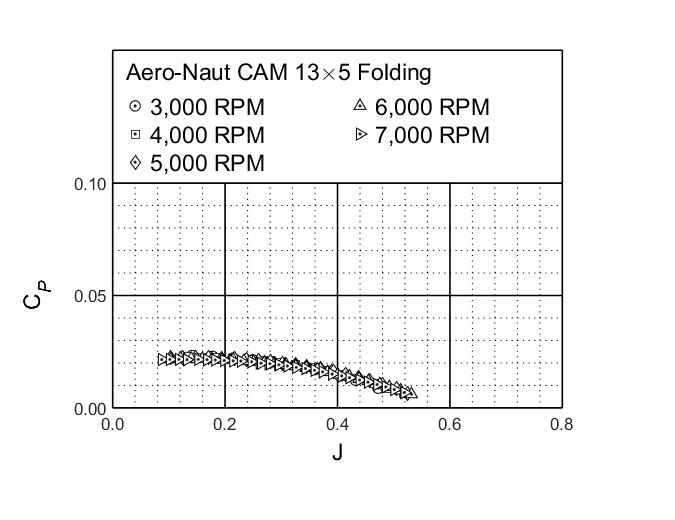 Aero-Naut CAM 13×5 Folding
3,000 RPM
4,000 RPM
5,000 RPM
6,000 RPM
7,000 RPM
0.10
0.05
0.00
C_P
0.0 0.2 0.4 0.6 0.8
J